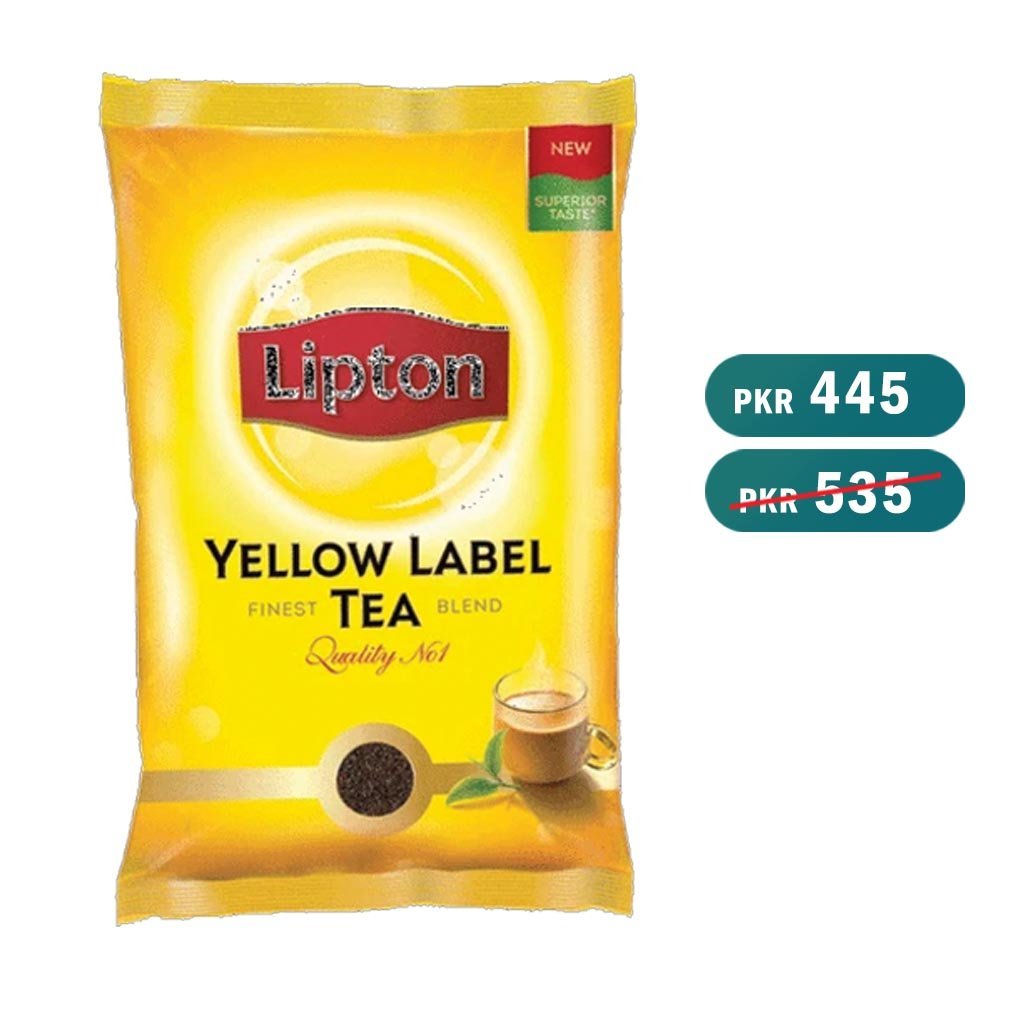 NEW
SUPERIOR
TASTE*
Lipton
YELLOW LABEL
FINEST TEA BLEND
Quality No1
PKR 445
PKR 535